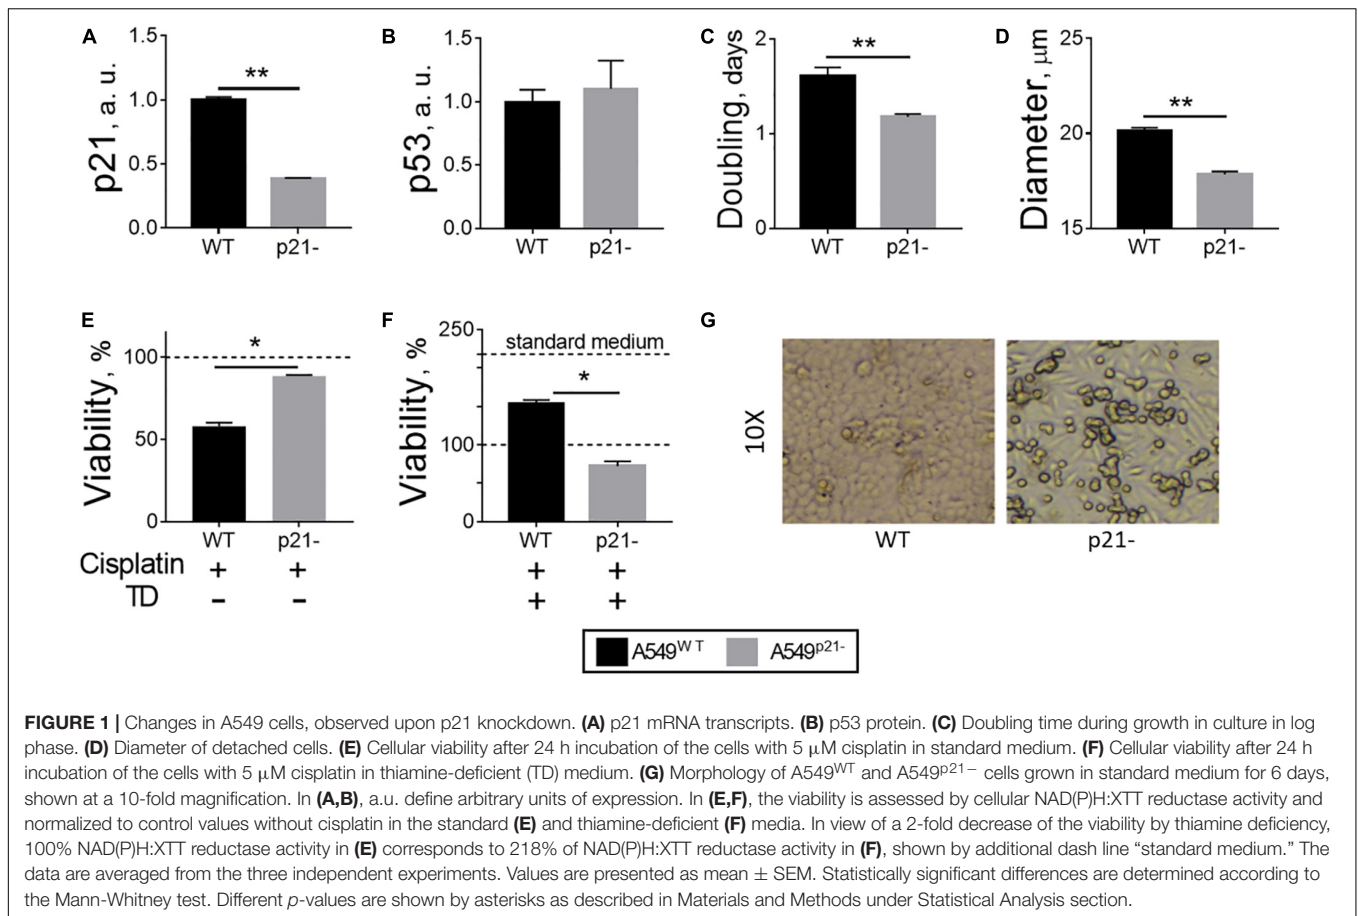 A
p21, a. u.
1.5
1.0
0.5
0.0
**
WT p21-
B
p53, a. u.
1.5
1.0
0.5
0.0
WT p21-
C
Doubling, days
2
1
0
**
WT p21-
D
Diameter, μm
25
20
15
**
WT p21-
E
Viability, %
100
50
0
*
WT p21-
Cisplatin + +
TD - -
F
Viability, %
250
100
0
standard medium
*
WT p21-
+ +
+ +
G
10X
WT p21-
A549WT A549p21-
FIGURE 1 | Changes in A549 cells, observed upon p21 knockdown. (A) p21 mRNA transcripts. (B) p53 protein. (C) Doubling time during growth in culture in log
phase. (D) Diameter of detached cells. (E) Cellular viability after 24 h incubation of the cells with 5 μM cisplatin in standard medium. (F) Cellular viability after 24 h
incubation of the cells with 5 μM cisplatin in thiamine-deficient (TD) medium. (G) Morphology of A549WT and A549p21− cells grown in standard medium for 6 days,
shown at a 10-fold magnification. In (A,B), a.u. define arbitrary units of expression. In (E,F), the viability is assessed by cellular NAD(P)H:XTT reductase activity and
normalized to control values without cisplatin in the standard (E) and thiamine-deficient (F) media. In view of a 2-fold decrease of the viability by thiamine deficiency,
100% NAD(P)H:XTT reductase activity in (E) corresponds to 218% of NAD(P)H:XTT reductase activity in (F), shown by additional dash line “standard medium.” The
data are averaged from the three independent experiments. Values are presented as mean ± SEM. Statistically significant differences are determined according to
the Mann-Whitney test. Different p-values are shown by asterisks as described in Materials and Methods under Statistical Analysis section.